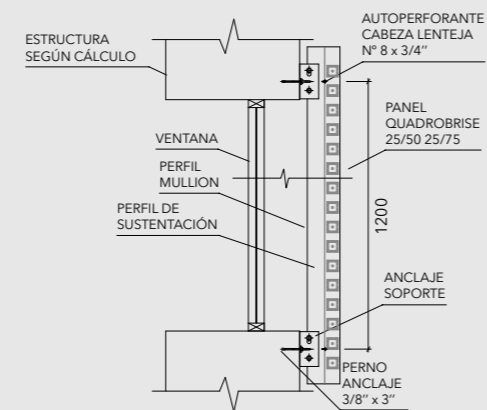 ESTRUCTURA
SEGÚN CÁLCULO
AUTOPERFORANTE
CABEZA LENTEJA
N° 8 x 3/4"
PANEL
QUADROBRISE
25/50 25/75
VENTANA
PERFIL
MULLION
PERFIL DE
SUSTENTACIÓN
1200
ANCLAJE
SOPORTE
PERNO
ANCLAJE
3/8" x 3"